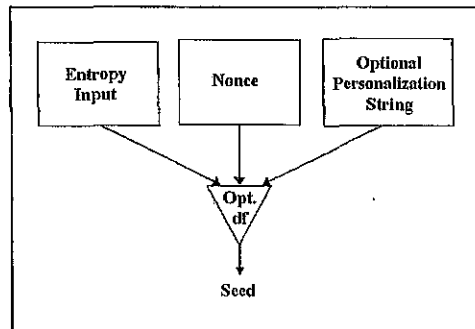 Entropy
Input
Nonce
Optional
Personalization
String
Opt.
df
Seed